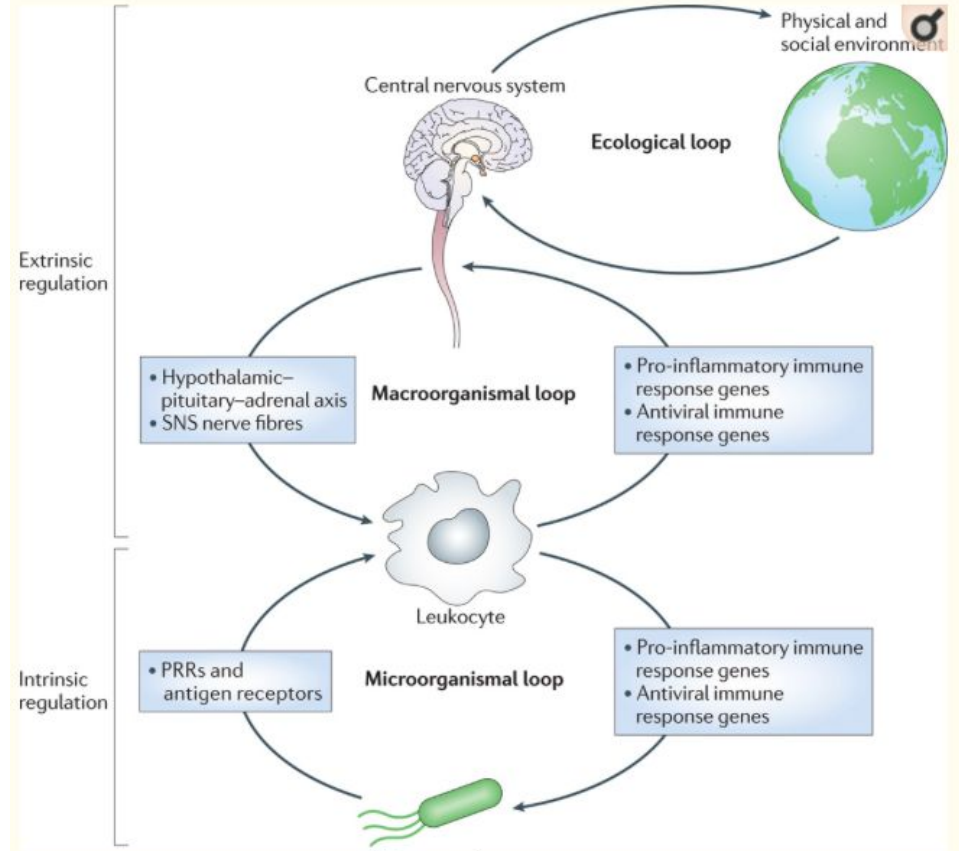 Physical and
social environment
Central nervous system
Ecological loop
Extrinsic
regulation
• Hypothalamic–
pituitary–adrenal axis
• SNS nerve fibres
Macroorganismal loop
• Pro-inflammatory immune
response genes
• Antiviral immune
response genes
Leukocyte
Intrinsic
regulation
• PRRs and
antigen receptors
Microorganismal loop
• Pro-inflammatory immune
response genes
• Antiviral immune
response genes